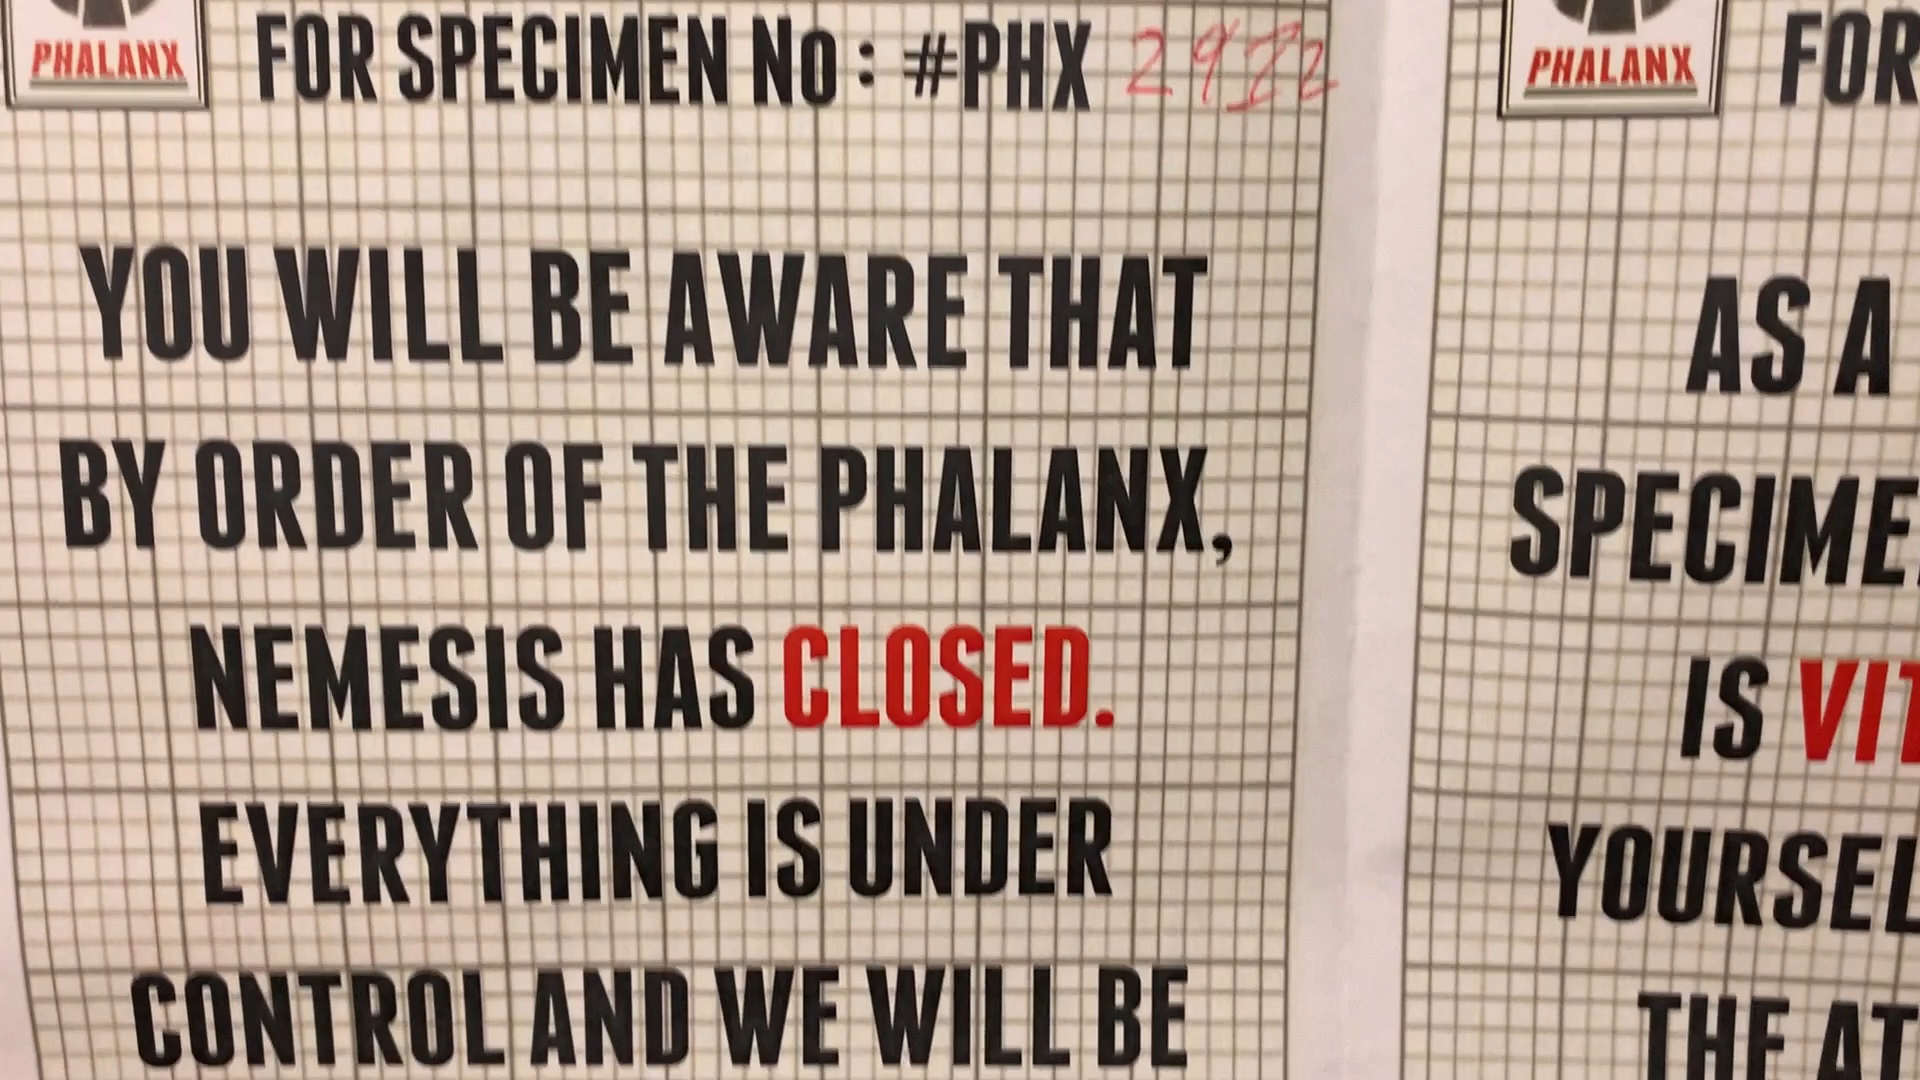 PHALANX
FOR SPECIMEN No: #PHX 2922
YOU WILL BE AWARE THAT
BY ORDER OF THE PHALANX,
NEMESIS HAS CLOSED.
EVERYTHING IS UNDER
CONTROL AND WE WILL BE
PHALANX
FOR
AS A
SPECIME
IS VIT
YOURSEL
THE AT